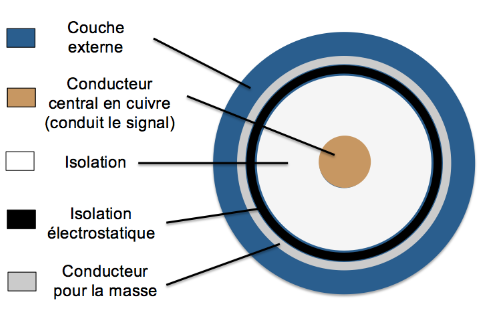 Couche
externe
Conducteur
central en cuivre
(conduit le signal)
Isolation
Isolation
électrostatique
Conducteur
pour la masse